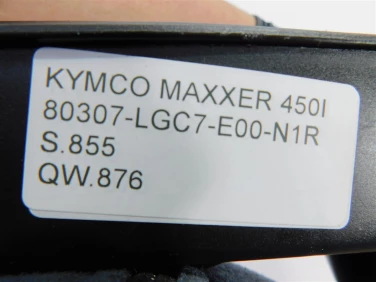 KYMCO MAXXER 450I
80307-LGC7-E00-N1R
S.855
QW.876